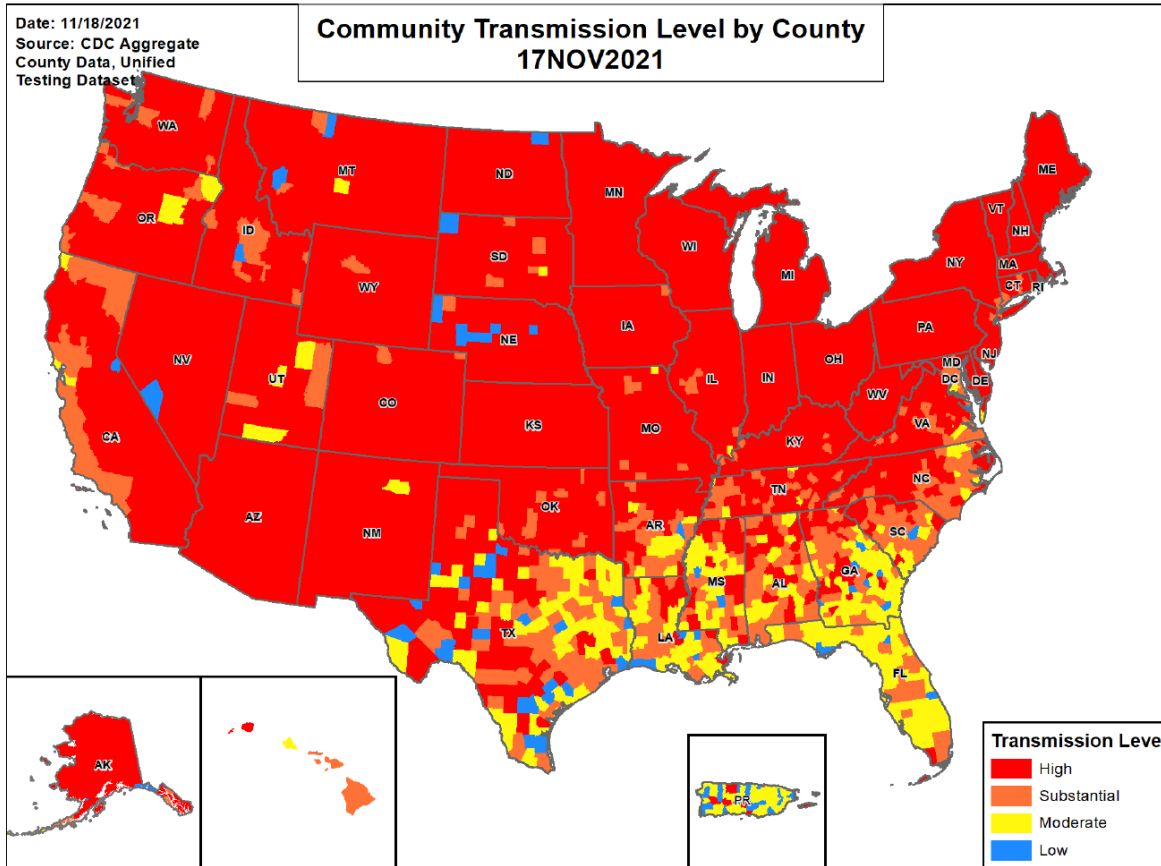 Date: 11/18/2021
Source: CDC Aggregate
County Data, Unified
Testing Dataset
Community Transmission Level by County
17NOV2021
WA
MT
ND
MN
ME
VT
NH
OR
ID
SD
WI
NY
MA
WY
MI
CT
RI
IA
PA
NE
NJ
NV
OH
MD
UT
IL
IN
DC
DE
CO
WV
CA
KS
MO
KY
VA
TN
NC
OK
AZ
NM
AR
SC
MS
AL
GA
TX
LA
FL
AK
PR
Transmission Level
High
Substantial
Moderate
Low